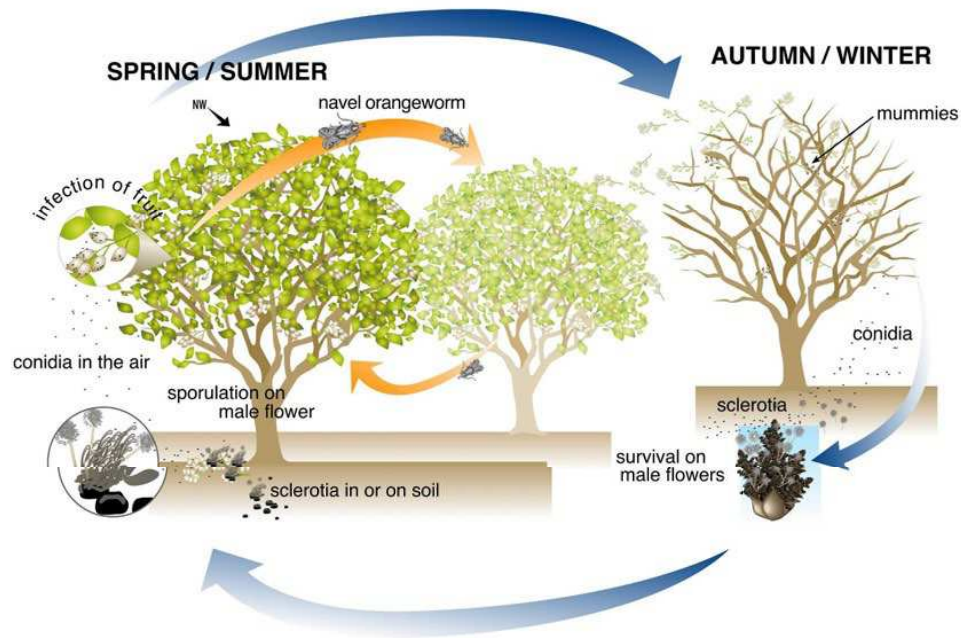 SPRING / SUMMER
AUTUMN / WINTER
NW
navel orangeworm
mummies
infection of fruit
conidia in the air
conidia
sporulation on
male flower
sclerotia
survival on
male flowers
sclerotia in or on soil